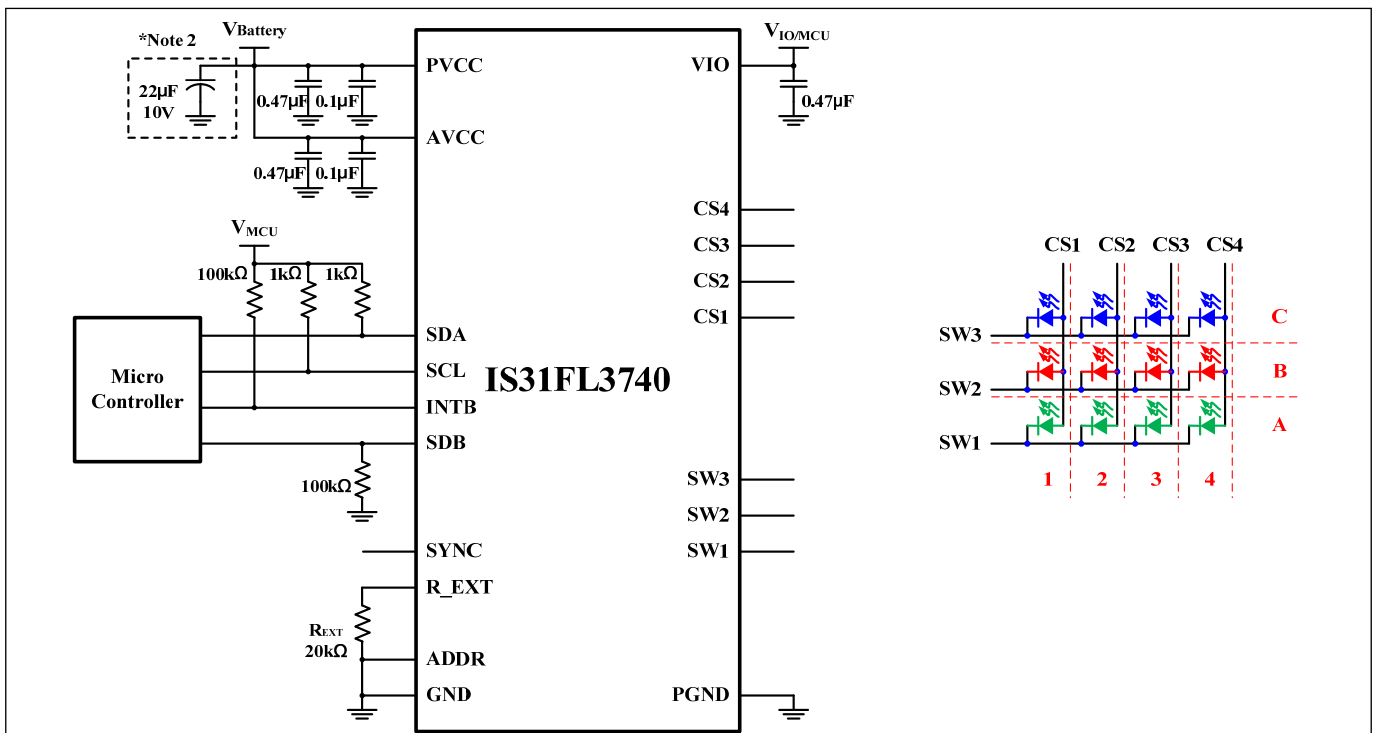 *Note 2
VBattery
22µF
10V
0.47µF
0.1µF
0.47µF
0.1µF
VMCU
100kΩ
1kΩ
1kΩ
Micro
Controller
100kΩ
REXT
20kΩ
PVCC
AVCC
SDA
SCL
INTB
SDB
SYNC
R_EXT
ADDR
GND
IS31FL3740
VIO
CS4
CS3
CS2
CS1
SW3
SW2
SW1
PGND
VIO/MCU
0.47µF
CS1 CS2 CS3 CS4
SW3
C
SW2
B
SW1
A
1 2 3 4